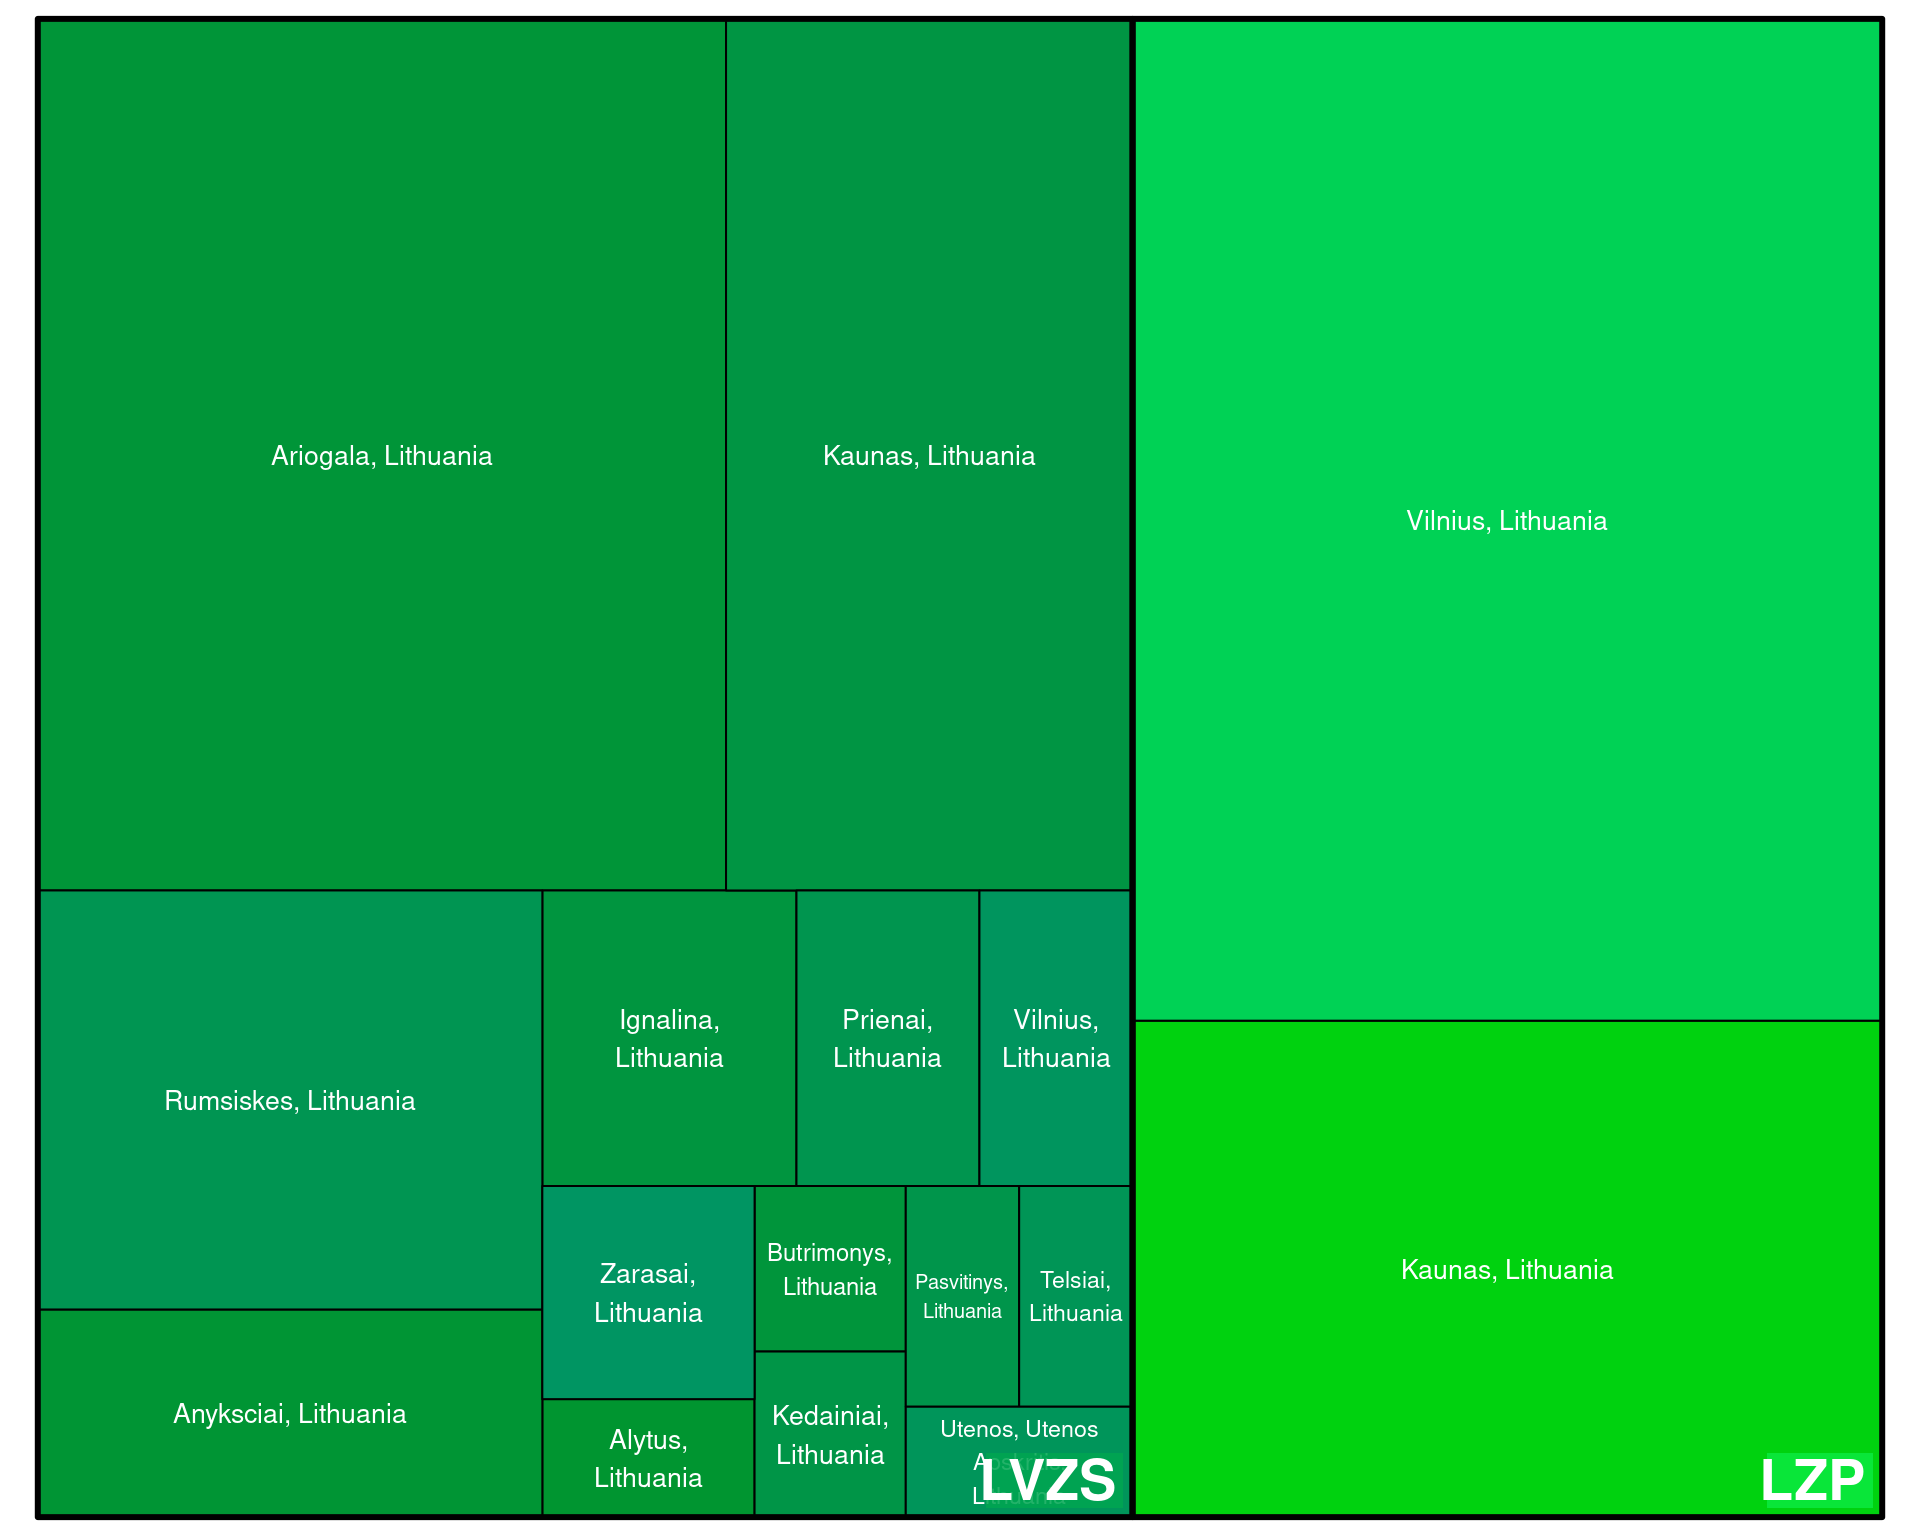 Ariogala, Lithuania
Kaunas, Lithuania
Vilnius, Lithuania
Rumsiskes, Lithuania
Ignalina,
Lithuania
Prienai,
Lithuania
Vilnius,
Lithuania
Zarasai,
Lithuania
Butrimonys,
Lithuania
Pasvitinys,
Lithuania
Telsiai,
Lithuania
Kaunas, Lithuania
Anyksciai, Lithuania
Alytus,
Lithuania
Kedainiai,
Lithuania
Utenos, Utenos
Lithuania
LVZS
LZP